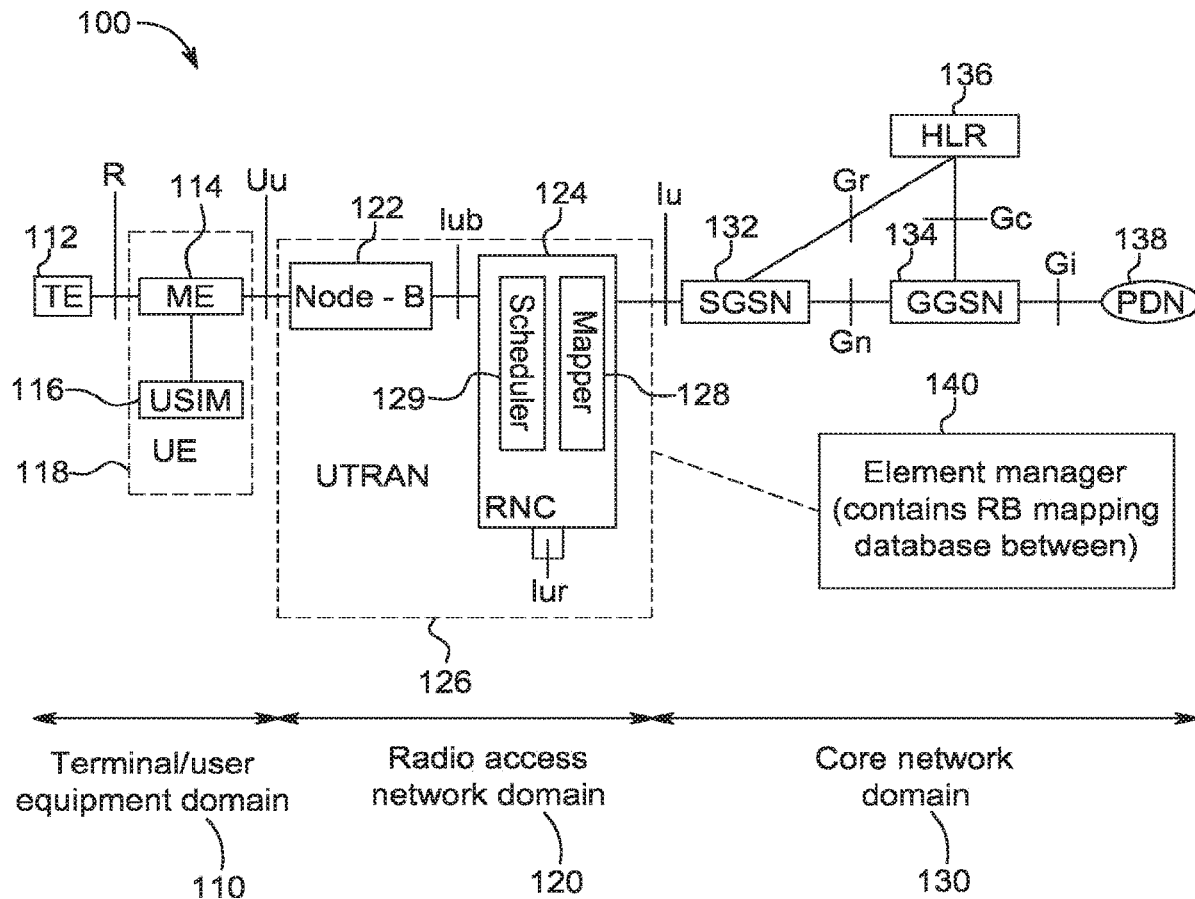 100
136
HLR
R
114
Uu
122
Iub
124
Iu
132
Gr
134
Gc
Gi
138
112
TE
ME
Node - B
Scheduler
Mapper
SGSN
Gn
GGSN
PDN
116
USIM
UE
118
129
128
UTRAN
RNC
Iur
140
Element manager
(contains RB mapping
database between)
126
Terminal/user
equipment domain
Radio access
network domain
Core network
domain
110
120
130